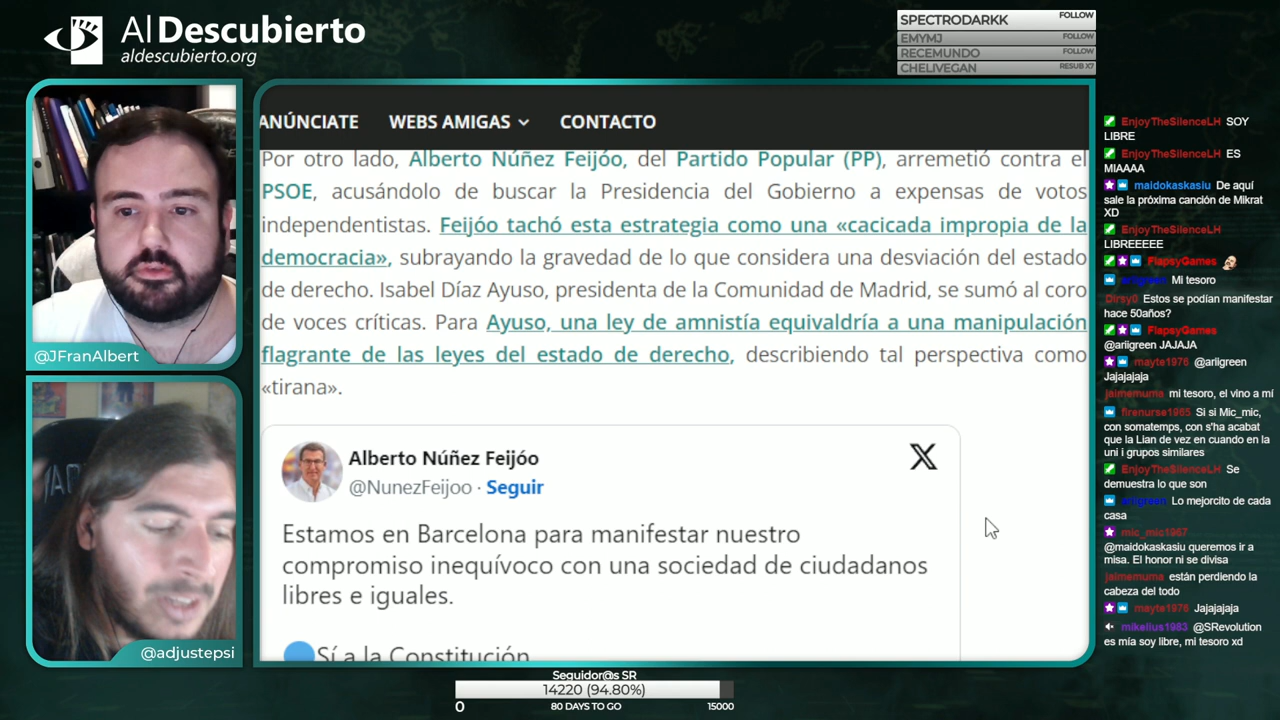 Al Descubierto
aldescubierto.org
SPECTRODARKK FOLLOW
EMYMJ FOLLOW
RECEMUNDO FOLLOW
CHELIVEGAN RESUB X7
@JFranAlbert
@adjustepsi
ANÚNCIATE WEBS AMIGAS CONTACTO
Por otro lado, Alberto Núñez Feijóo, del Partido Popular (PP), arremetió contra el
PSOE, acusándolo de buscar la Presidencia del Gobierno a expensas de votos
independentistas. Feijóo tachó esta estrategia como una «cacicada impropia de la
democracia», subrayando la gravedad de lo que considera una desviación del estado
de derecho. Isabel Díaz Ayuso, presidenta de la Comunidad de Madrid, se sumó al coro
de voces críticas. Para Ayuso, una ley de amnistía equivaldría a una manipulación
flagrante de las leyes del estado de derecho, describiendo tal perspectiva como
«tirana».
Alberto Núñez Feijóo
@NunezFeijoo · Seguir
Estamos en Barcelona para manifestar nuestro
compromiso inequívoco con una sociedad de ciudadanos
libres e iguales.
Sí a la Constitución
EnjoyTheSilenceLH SOY
LIBRE
EnjoyTheSilenceLH ES
MIAAAA
maidokaskasiu De aquí
sale la próxima canción de Mikrat
XD
EnjoyTheSilenceLH
LIBREEEEE
FlapsyGames
ariigreen Mi tesoro
Dirsy0 Estos se podían manifestar
hace 50años?
FlapsyGames
@ariigreen JAJAJA
mayte1976 @ariigreen
Jajajajaja
jaimemuma mi tesoro, el vino a mí
firenurse1965 Si si Mic_mic,
con somatemps, con s'ha acabat
que la Lian de vez en cuando en la
uni i grupos similares
EnjoyTheSilenceLH Se
demuestra lo que son
ariigreen Lo mejorcito de cada
casa
mic_mic1967
@maidokaskasiu queremos ir a
misa. El honor ni se divisa
jaimemuma están perdiendo la
cabeza del todo
mayte1976 Jajajajaja
mikelius1983 @SRevolution
es mía soy libre, mi tesoro xd
Seguidor@s SR
14220 (94.80%)
0 80 DAYS TO GO 15000